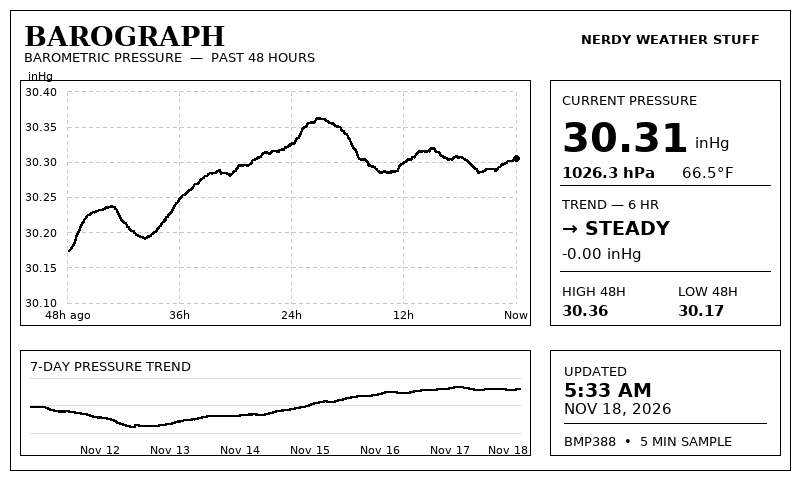 BAROGRAPH
NERDY WEATHER STUFF
BAROMETRIC PRESSURE — PAST 48 HOURS
inHg
30.40
30.35
30.30
30.25
30.20
30.15
30.10
48h ago 36h 24h 12h Now
CURRENT PRESSURE
30.31 inHg
1026.3 hPa 66.5°F
TREND — 6 HR
→ STEADY
-0.00 inHg
HIGH 48H LOW 48H
30.36 30.17
7-DAY PRESSURE TREND
Nov 12 Nov 13 Nov 14 Nov 15 Nov 16 Nov 17 Nov 18
UPDATED
5:33 AM
NOV 18, 2026
BMP388 • 5 MIN SAMPLE